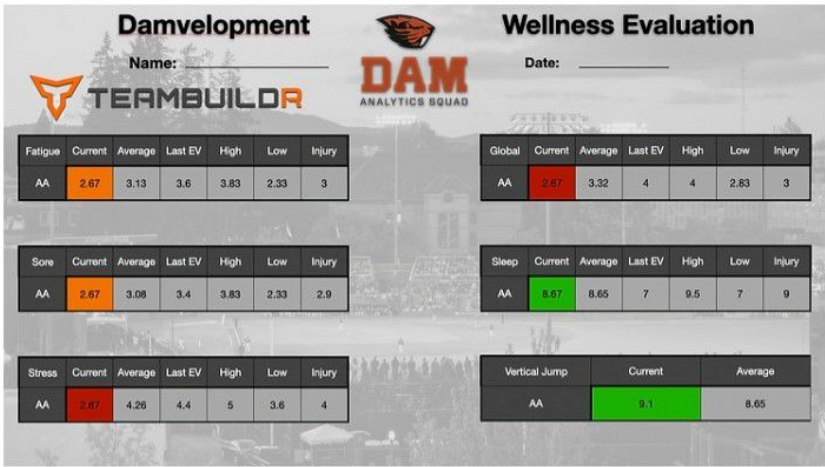 Damvelopment
Wellness Evaluation
Name:
Date:
TEAMBUILDR
DAM
ANALYTICS SQUAD
Fatigue Current Average Last EV High Low Injury
AA 2.67 3.13 3.6 3.83 2.33 3
Global Current Average Last EV High Low Injury
AA 2.67 3.32 4 4 2.83 3
Sore Current Average Last EV High Low Injury
AA 2.67 3.08 3.4 3.83 2.33 2.9
Sleep Current Average Last EV High Low Injury
AA 8.67 8.65 7 9.5 7 9
Stress Current Average Last EV High Low Injury
AA 2.67 4.26 4.4 5 3.6 4
Vertical Jump Current Average
AA 9.1 8.65